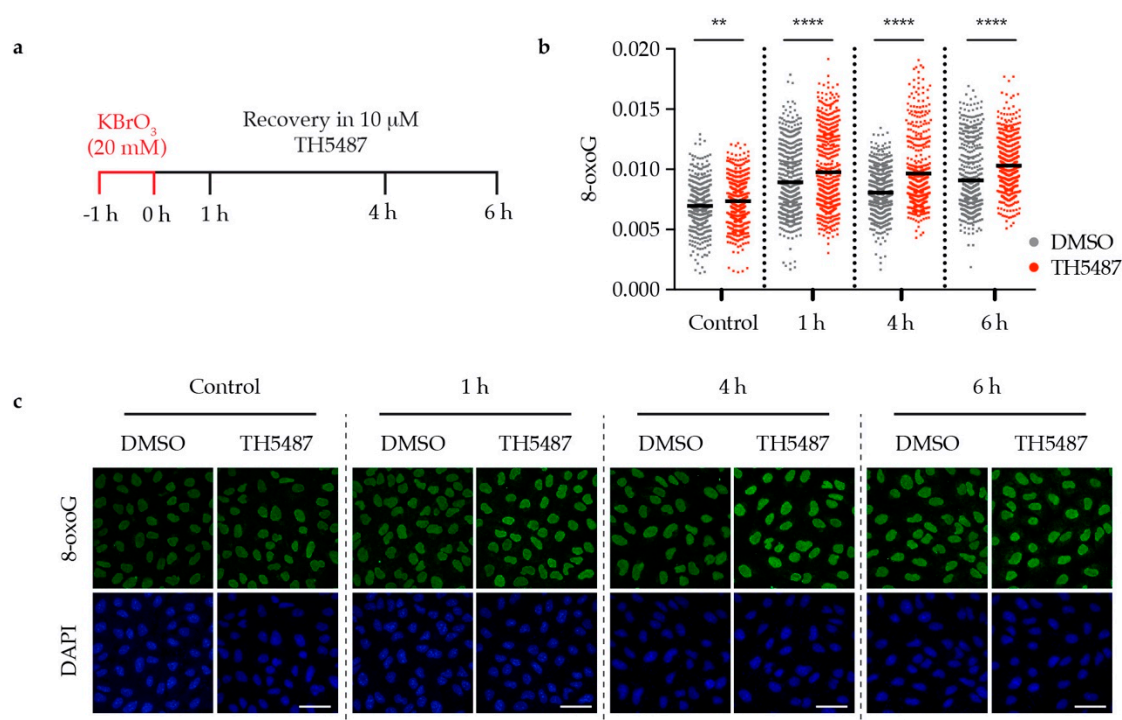 a
KBrO3
(20 mM)
Recovery in 10 µM
TH5487
-1 h 0 h 1 h 4 h 6 h
b
** **** **** ****
0.020
0.015
0.010
0.005
0.000
8-oxoG
DMSO
TH5487
Control 1 h 4 h 6 h
c
Control 1 h 4 h 6 h
DMSO TH5487 DMSO TH5487 DMSO TH5487 DMSO TH5487
8-oxoG
DAPI